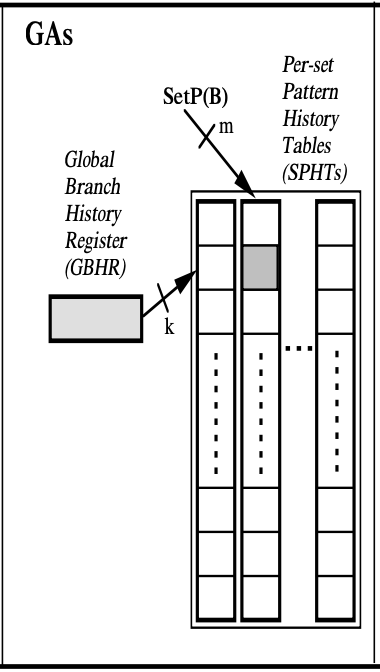 GAs
Per-set
Pattern
History
Tables
(SPHTs)
SetP(B)
m
Global
Branch
History
Register
(GBHR)
k